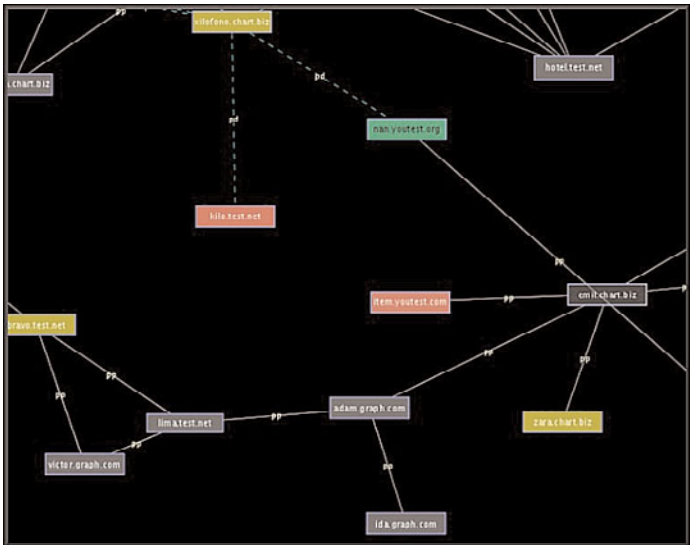 pp
xilofono.chart.biz
hotel.test.net
.chart.biz
pd
pd
nan.youtest.org
kilo.test.net
pp
emil.chart.biz
item.youtest.com
pp
bravo.test.net
pp
pp
pp
pp
adam.graph.com
lima.test.net
pp
zara.chart.biz
pp
victor.graph.com
pp
ida.graph.com